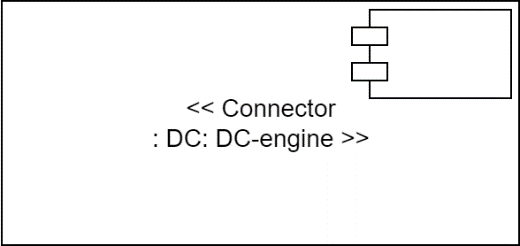 << Connector
: DC: DC-engine >>